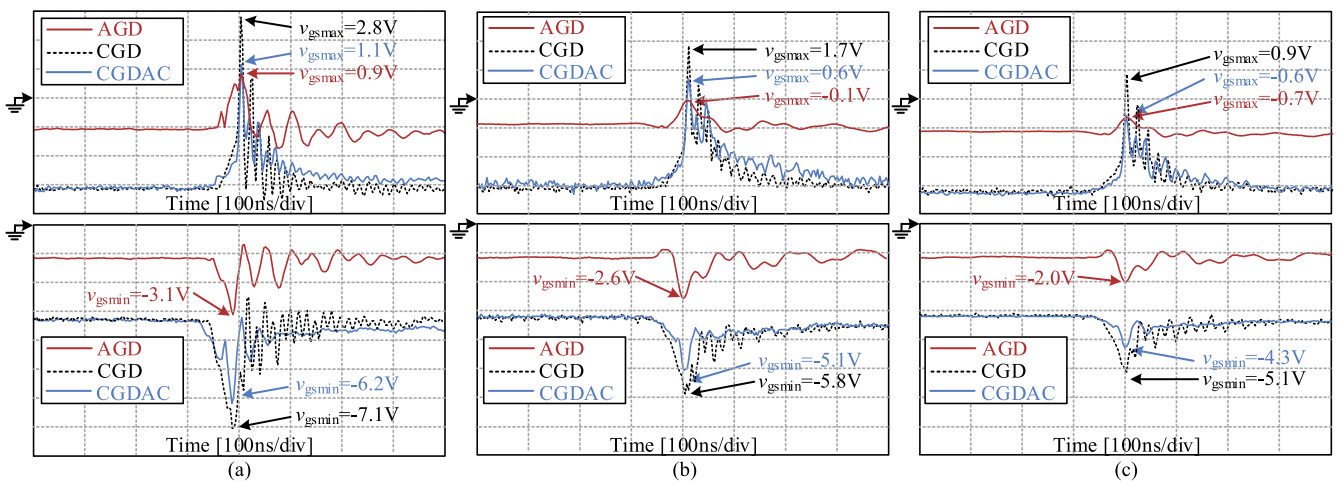 AGD
CGD
CGDAC
vgsmax=2.8V
vgsmax=1.1V
vgsmax=0.9V
Time [100ns/div]
AGD
CGD
CGDAC
vgsmax=1.7V
vgsmax=0.6V
vgsmax=-0.1V
Time [100ns/div]
AGD
CGD
CGDAC
vgsmax=0.9V
vgsmax=-0.6V
vgsmax=-0.7V
Time [100ns/div]
vgsmin=-3.1V
AGD
CGD
CGDAC
vgsmin=-6.2V
vgsmin=-7.1V
Time [100ns/div]
(a)
vgsmin=-2.6V
AGD
CGD
CGDAC
vgsmin=-5.1V
vgsmin=-5.8V
Time [100ns/div]
(b)
vgsmin=-2.0V
AGD
CGD
CGDAC
vgsmin=-4.3V
vgsmin=-5.1V
Time [100ns/div]
(c)